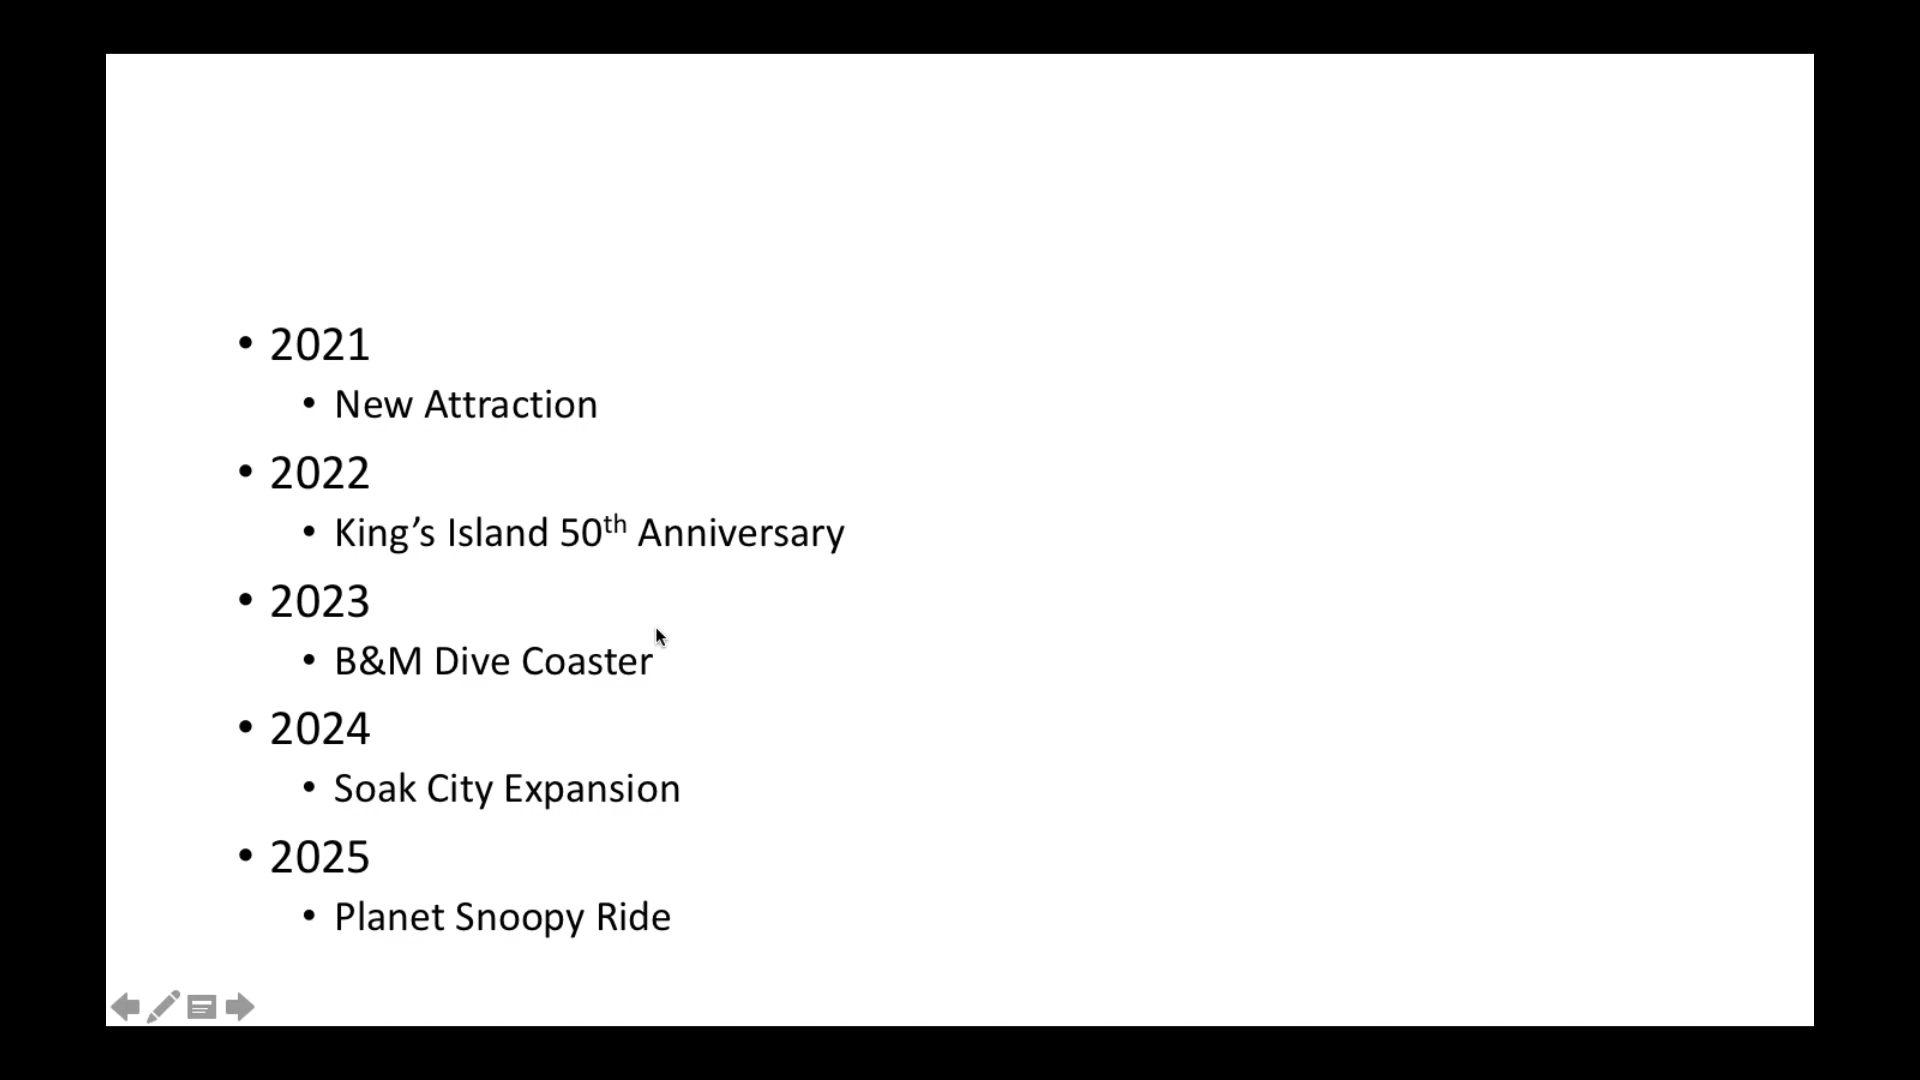 • 2021
• New Attraction
• 2022
• King’s Island 50th Anniversary
• 2023
• B&M Dive Coaster
• 2024
• Soak City Expansion
• 2025
• Planet Snoopy Ride